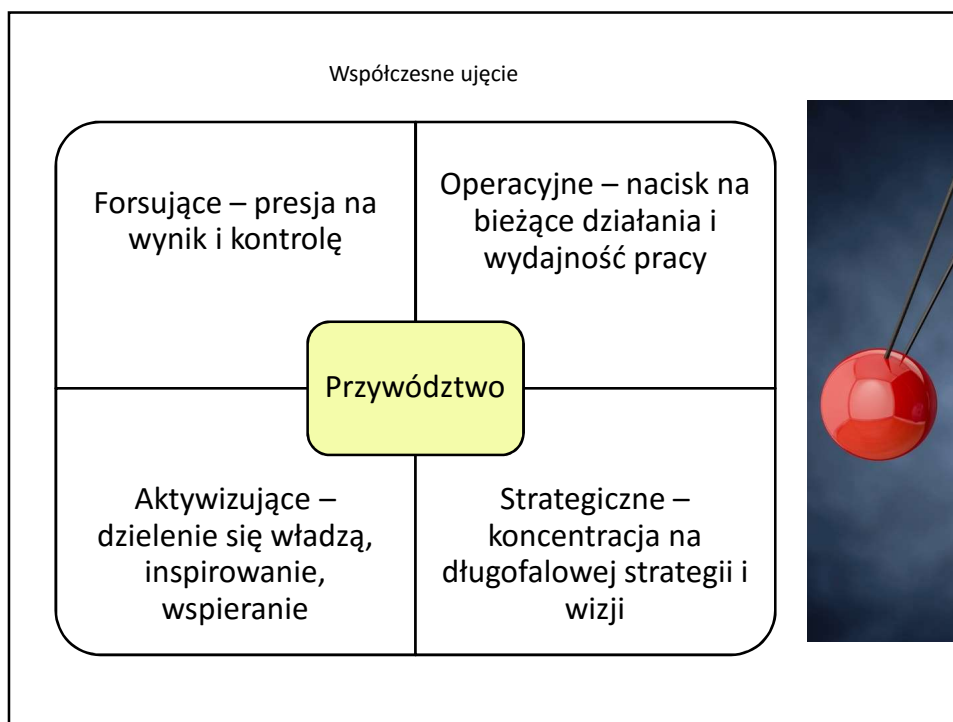 Współczesne ujęcie
Forsujące – presja na
wynik i kontrolę
Operacyjne – nacisk na
bieżące działania i
wydajność pracy
Przywództwo
Aktywizujące –
dzielenie się władzą,
inspirowanie,
wspieranie
Strategiczne –
koncentracja na
długofalowej strategii i
wizji